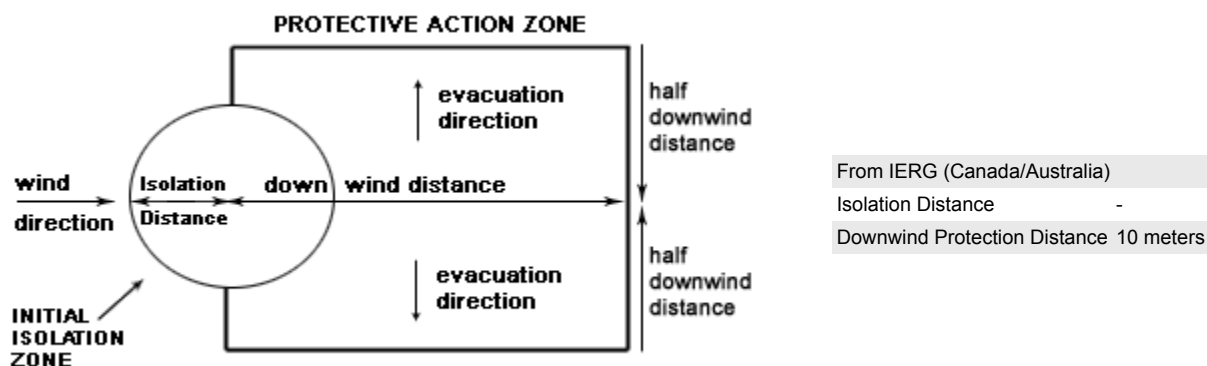 PROTECTIVE ACTION ZONE
evacuation
direction
half
downwind
distance
wind
direction
Isolation
Distance
down wind distance
evacuation
direction
half
downwind
distance
INITIAL
ISOLATION
ZONE
From IERG (Canada/Australia)
Isolation Distance -
Downwind Protection Distance 10 meters